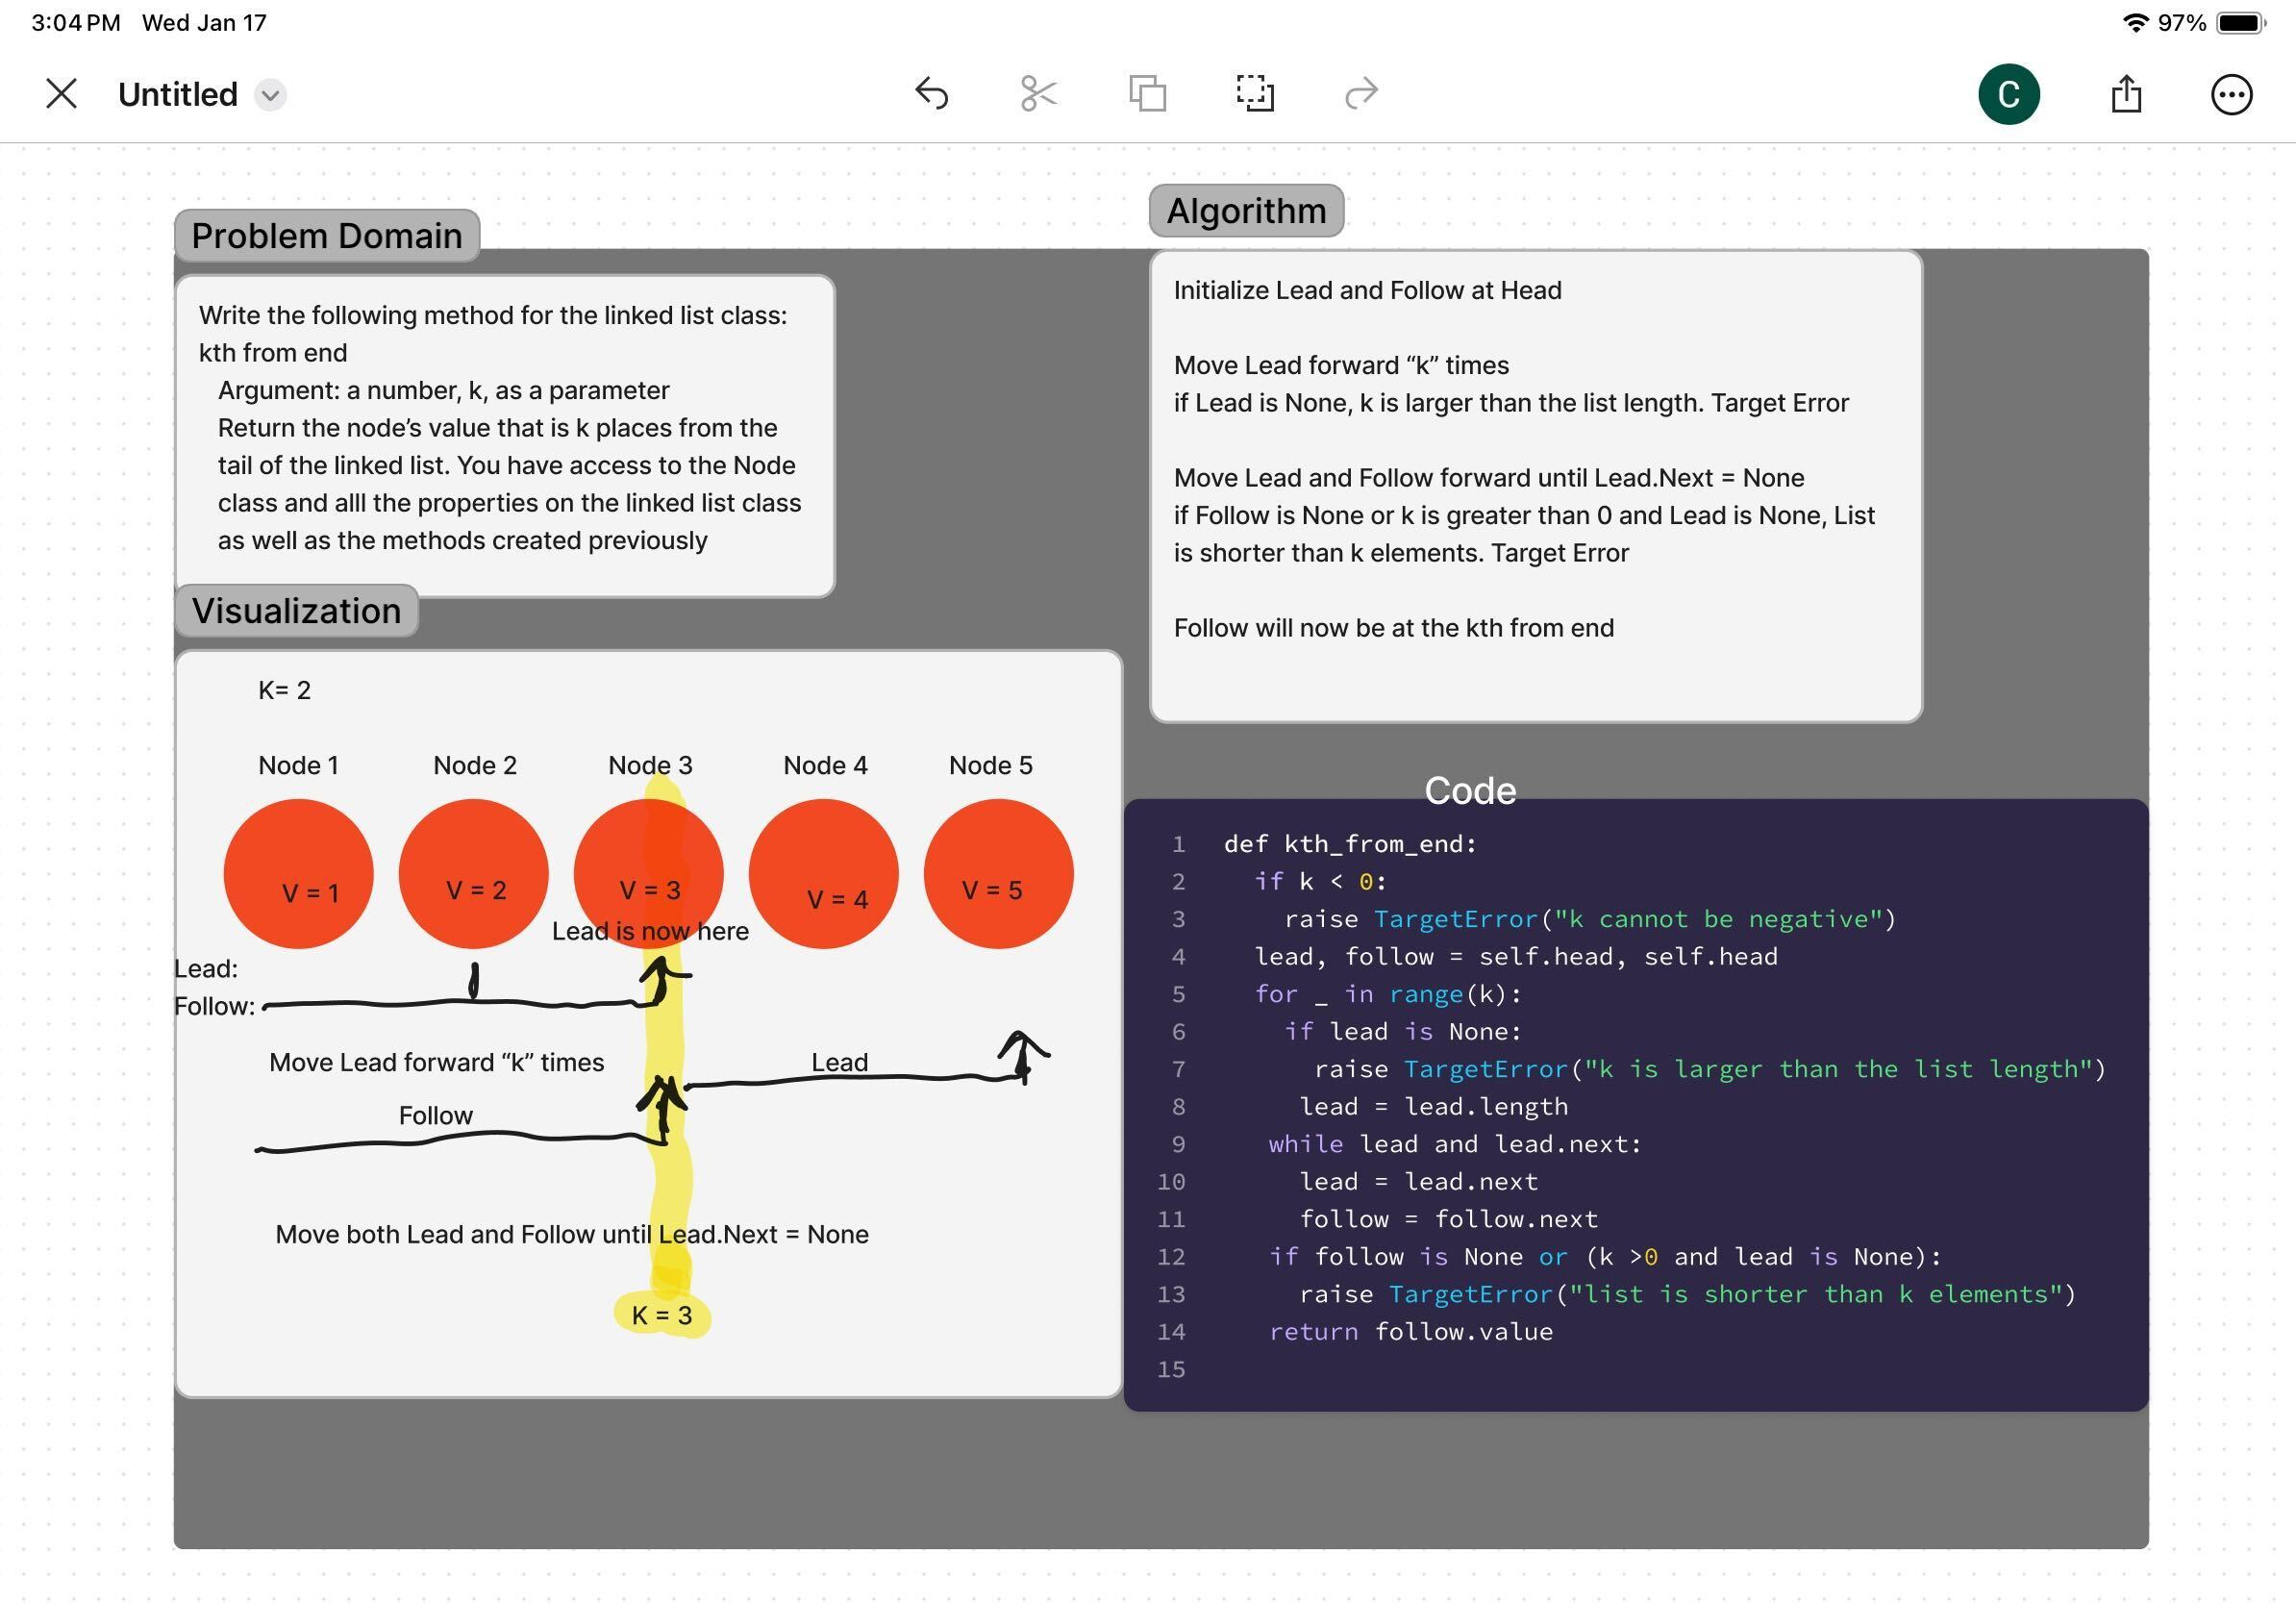 3:04 PM Wed Jan 17
97%
Untitled
C
Problem Domain
Write the following method for the linked list class:
kth from end
Argument: a number, k, as a parameter
Return the node’s value that is k places from the
tail of the linked list. You have access to the Node
class and alll the properties on the linked list class
as well as the methods created previously
Visualization
K= 2
Node 1 Node 2 Node 3 Node 4 Node 5
V = 1 V = 2 V = 3 V = 4 V = 5
Lead is now here
Lead:
Follow:
Move Lead forward “k” times
Lead
Follow
Move both Lead and Follow until Lead.Next = None
K = 3
Algorithm
Initialize Lead and Follow at Head
Move Lead forward “k” times
if Lead is None, k is larger than the list length. Target Error
Move Lead and Follow forward until Lead.Next = None
if Follow is None or k is greater than 0 and Lead is None, List
is shorter than k elements. Target Error
Follow will now be at the kth from end
Code
1 def kth_from_end:
2 if k < 0:
3 raise TargetError("k cannot be negative")
4 lead, follow = self.head, self.head
5 for _ in range(k):
6 if lead is None:
7 raise TargetError("k is larger than the list length")
8 lead = lead.length
9 while lead and lead.next:
10 lead = lead.next
11 follow = follow.next
12 if follow is None or (k >0 and lead is None):
13 raise TargetError("list is shorter than k elements")
14 return follow.value
15